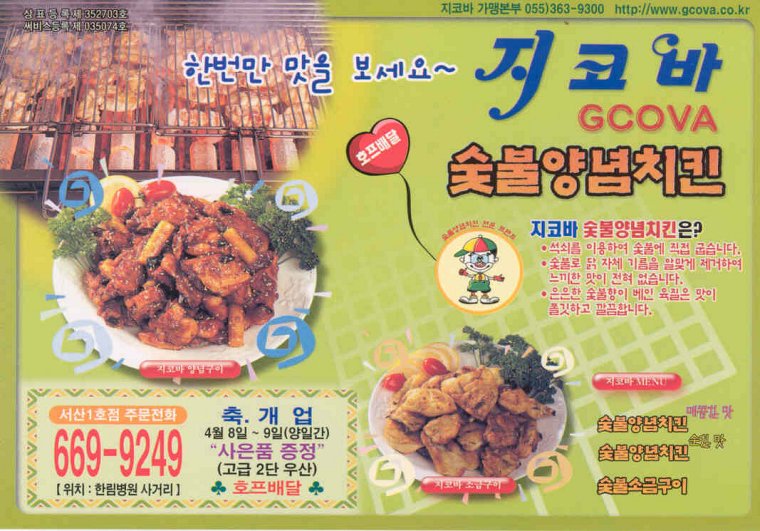 상 표 등 록 제 352703호
써비스등록제 035074호
지코바 가맹본부 055)363-9300 http://www.gcova.co.kr
한번만 맛을 보세요~
지코바
GCOVA
호프배달
숯불양념치킨
지코바 숯불양념치킨은?
•석쇠를 이용하여 숯불에 직접 굽습니다.
•숯불로 닭 자체 기름을 알맞게 제거하여
느끼한 맛이 전혀 없습니다.
•은은한 숯불향이 베인 육질은 맛이
쫄깃하고 깔끔합니다.
지코바 양념구이
지코바 소금구이
지코바 MENU
매콤한 맛
숯불양념치킨
순한 맛
숯불양념치킨
숯불소금구이
서산1호점 주문전화
669-9249
[ 위치 : 한림병원 사거리 ]
축. 개 업
4월 8일 ~ 9일(양일간)
"사은품 증정"
(고급 2단 우산)
♣ 호프배달 ♣